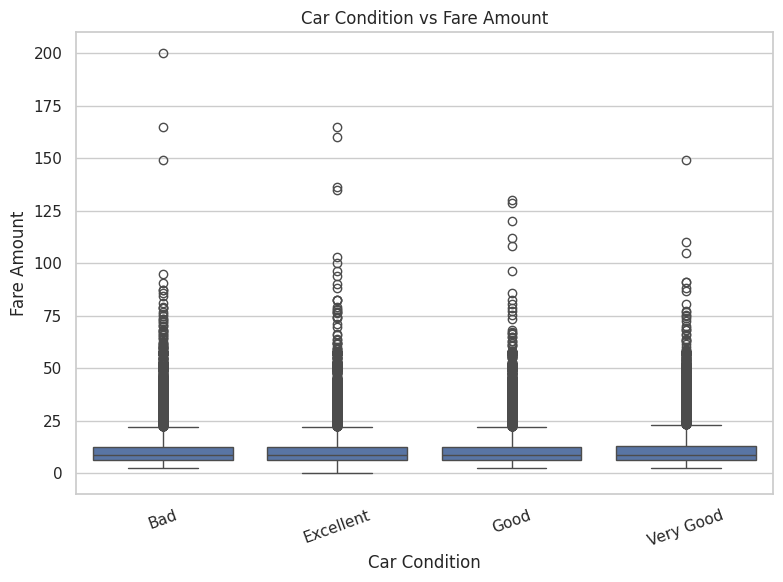 Car Condition vs Fare Amount
200
175
150
125
100
75
50
25
0
Fare Amount
Bad
Excellent
Good
Very Good
Car Condition